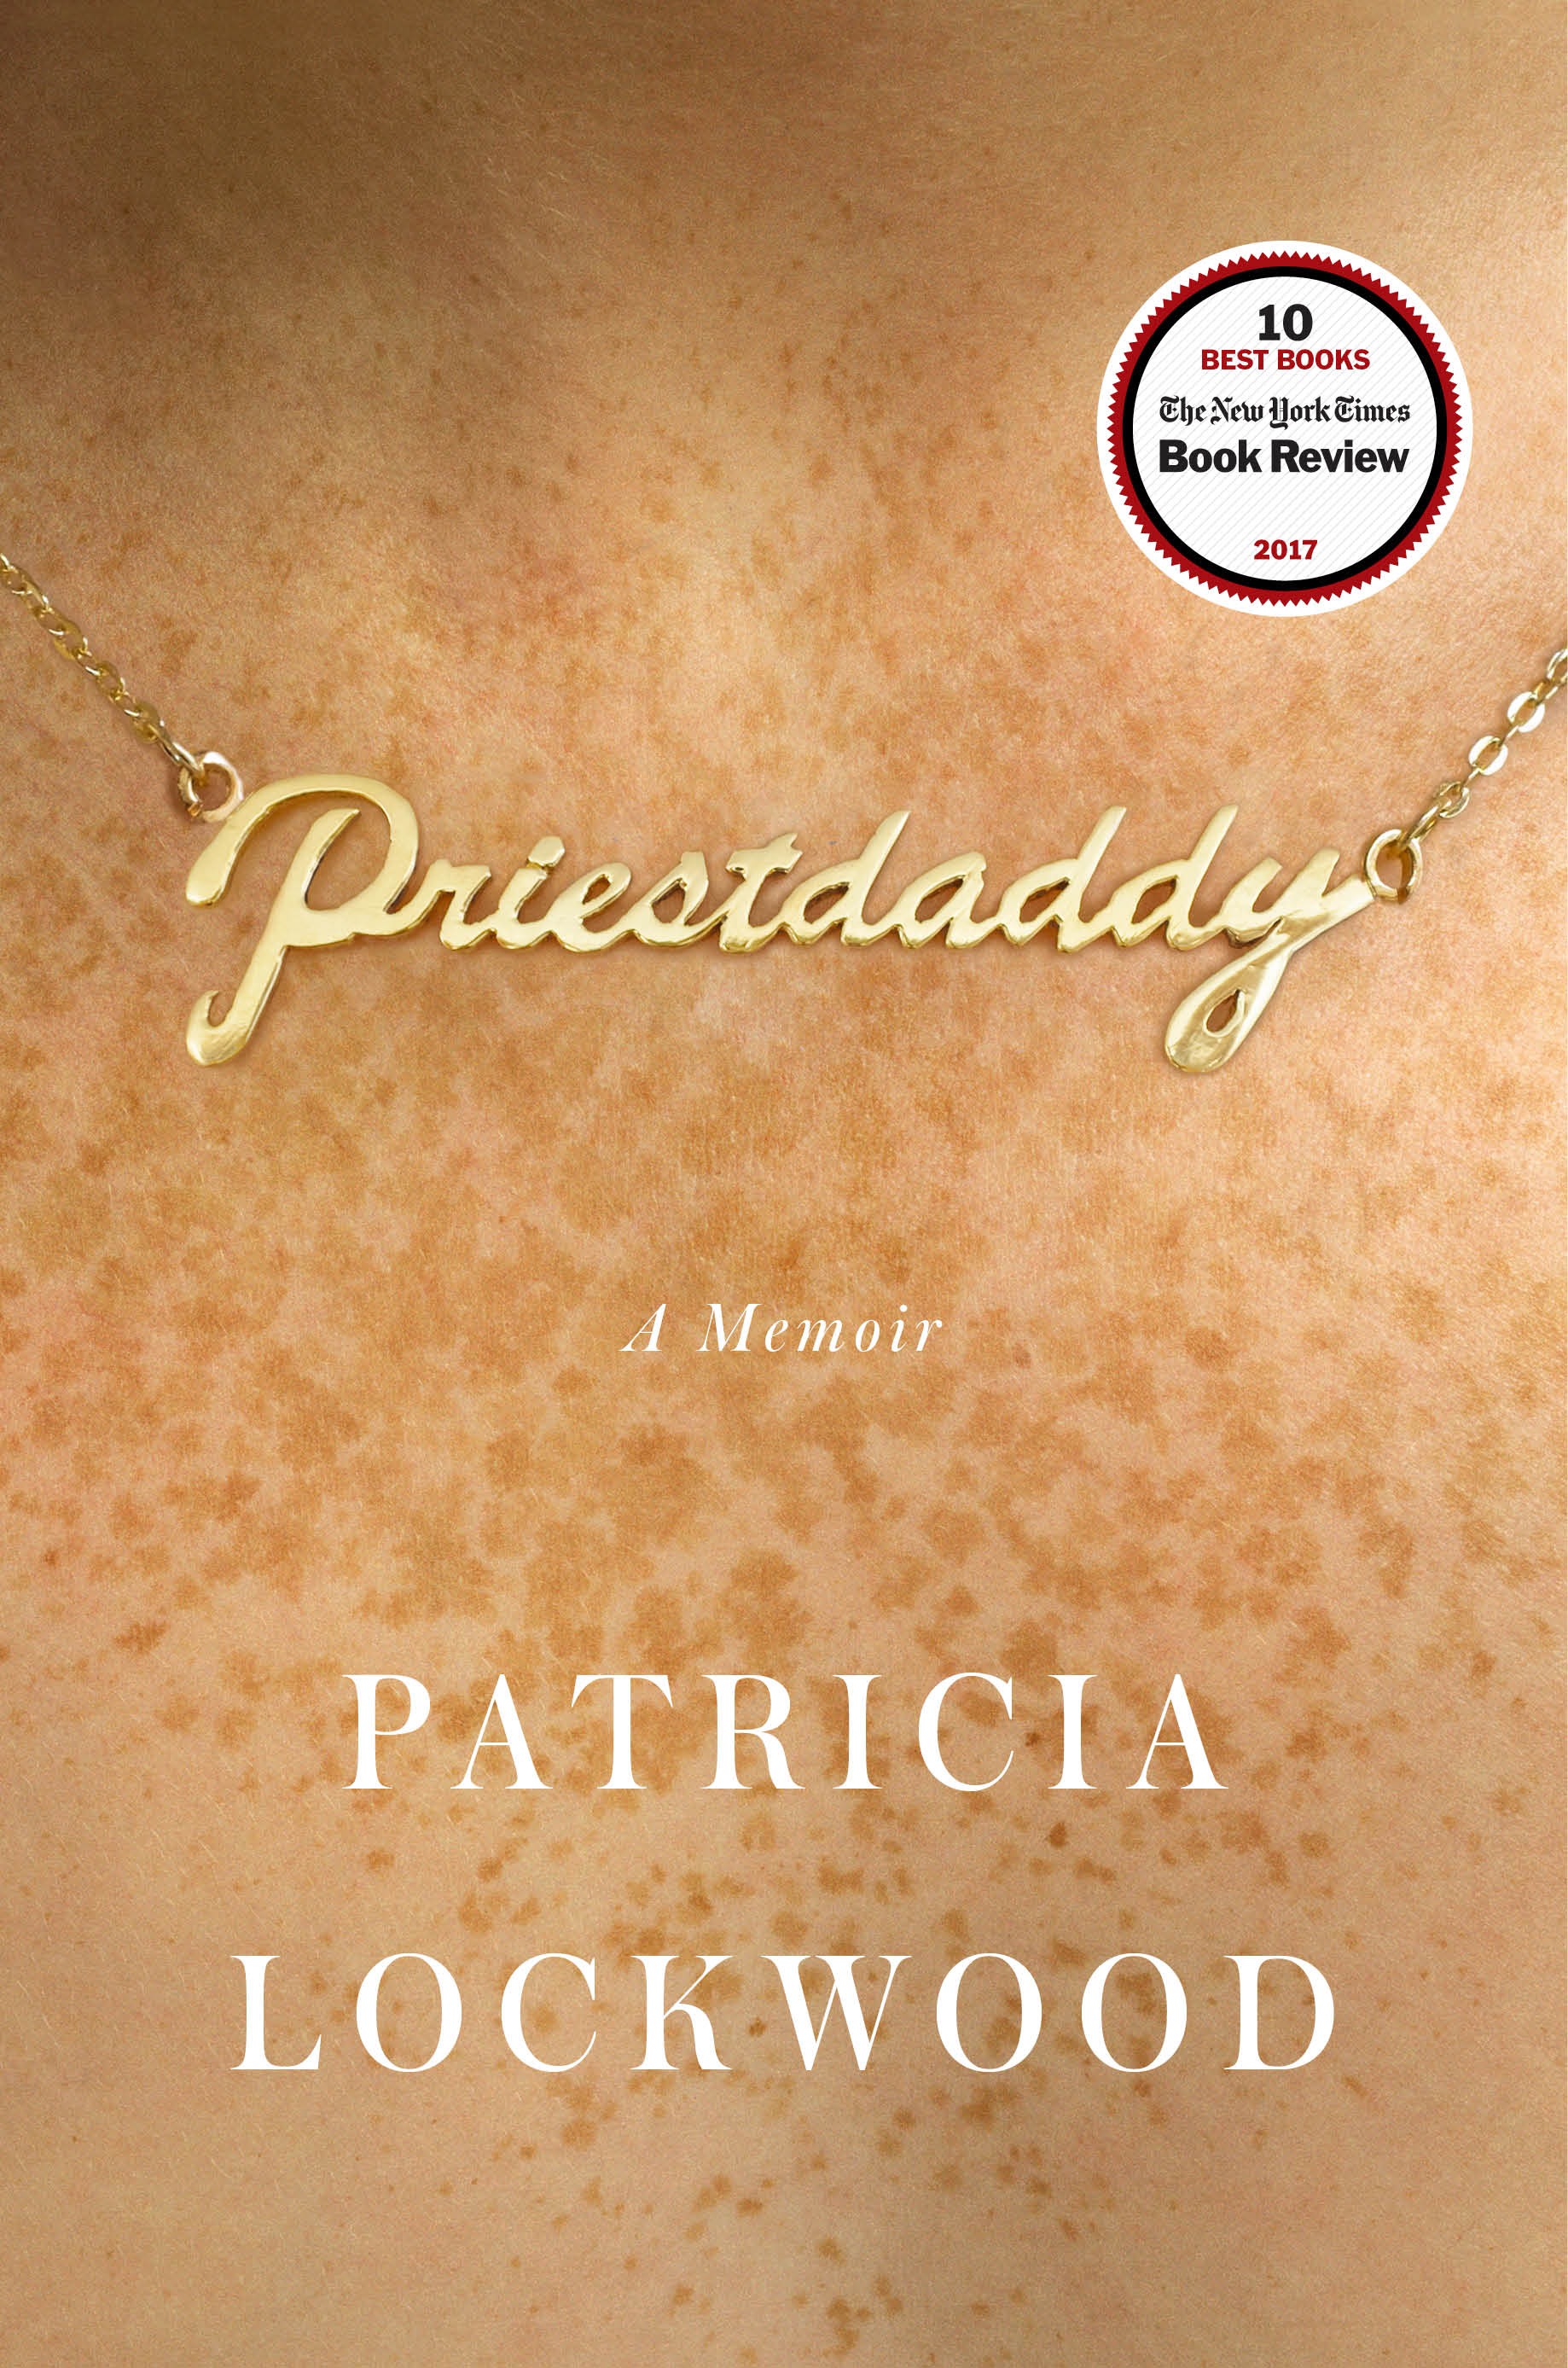 10
BEST BOOKS
The New York Times
Book Review
2017
Priestdaddy
A Memoir
PATRICIA
LOCKWOOD